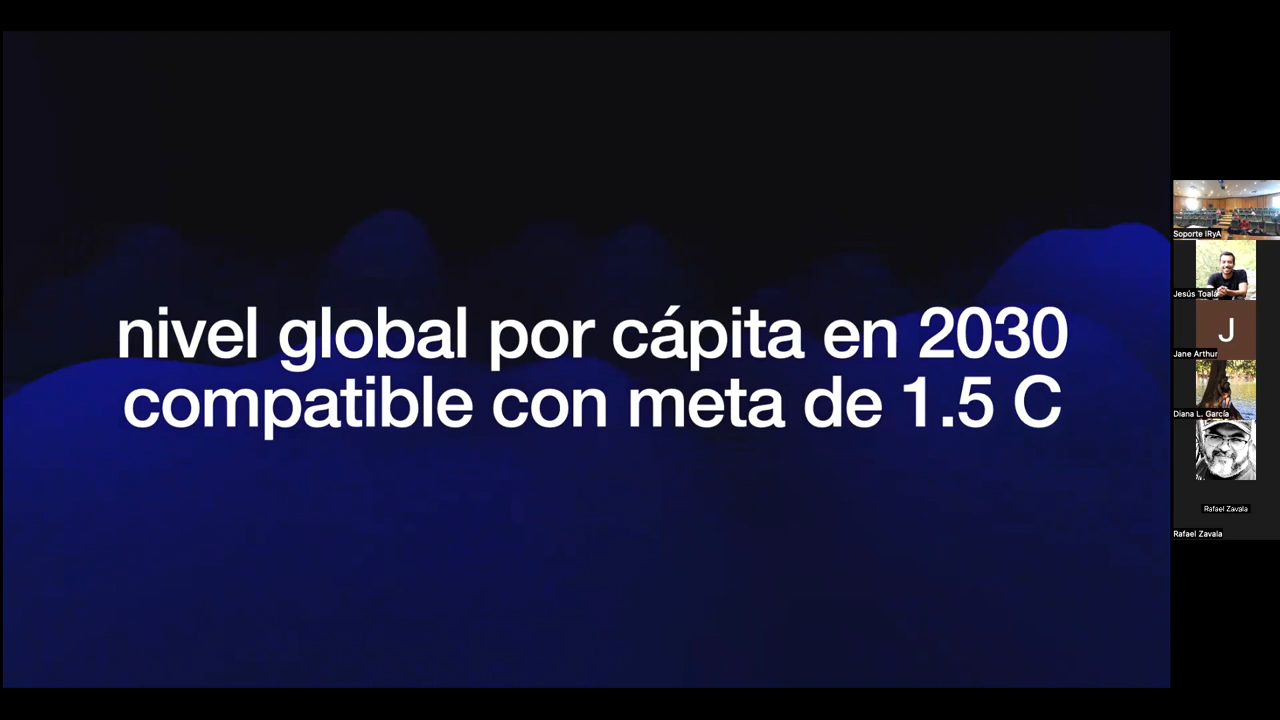 nivel global por cápita en 2030
compatible con meta de 1.5 C
Soporte IRyA
Jesús Toalá
J
Jane Arthur
Diana L. García
Rafael Zavala
Rafael Zavala